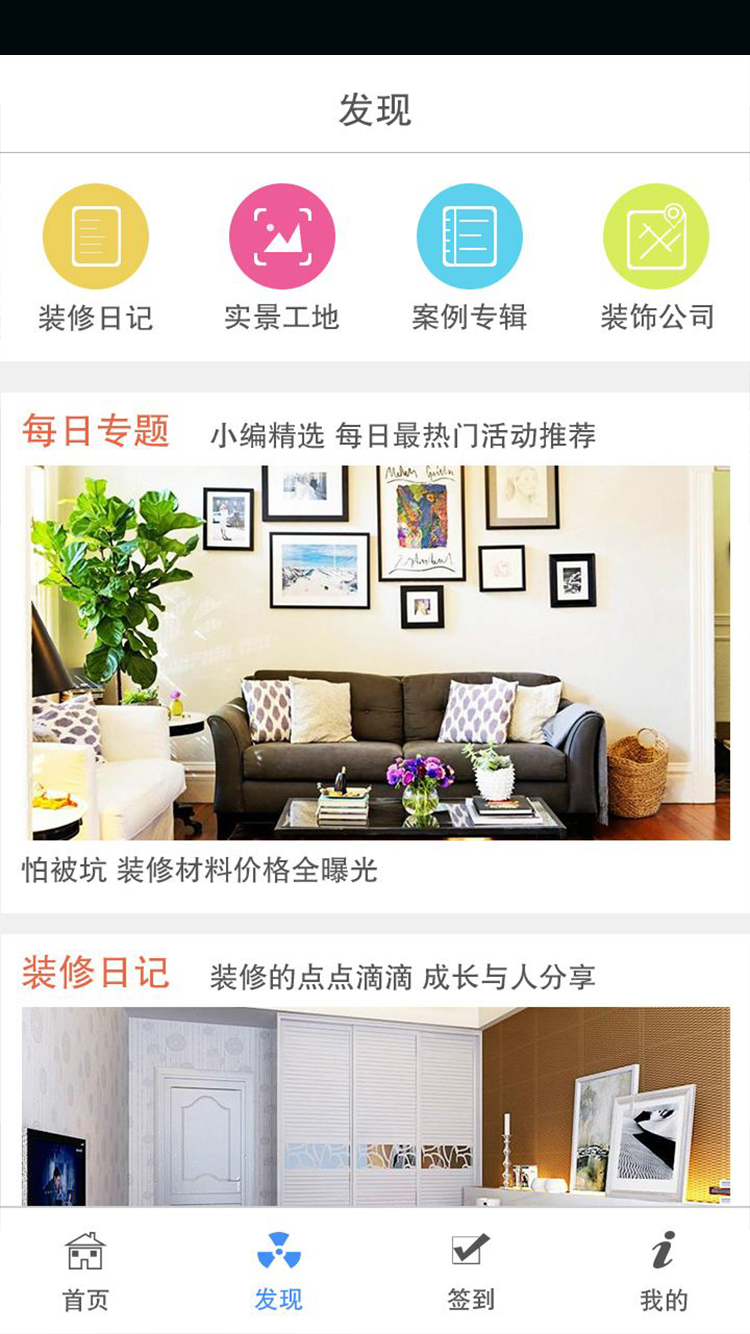 发现
装修日记 实景工地 案例专辑 装饰公司
每日专题 小编精选 每日最热门活动推荐
怕被坑 装修材料价格全曝光
装修日记 装修的点点滴滴 成长与人分享
首页 发现 签到 我的